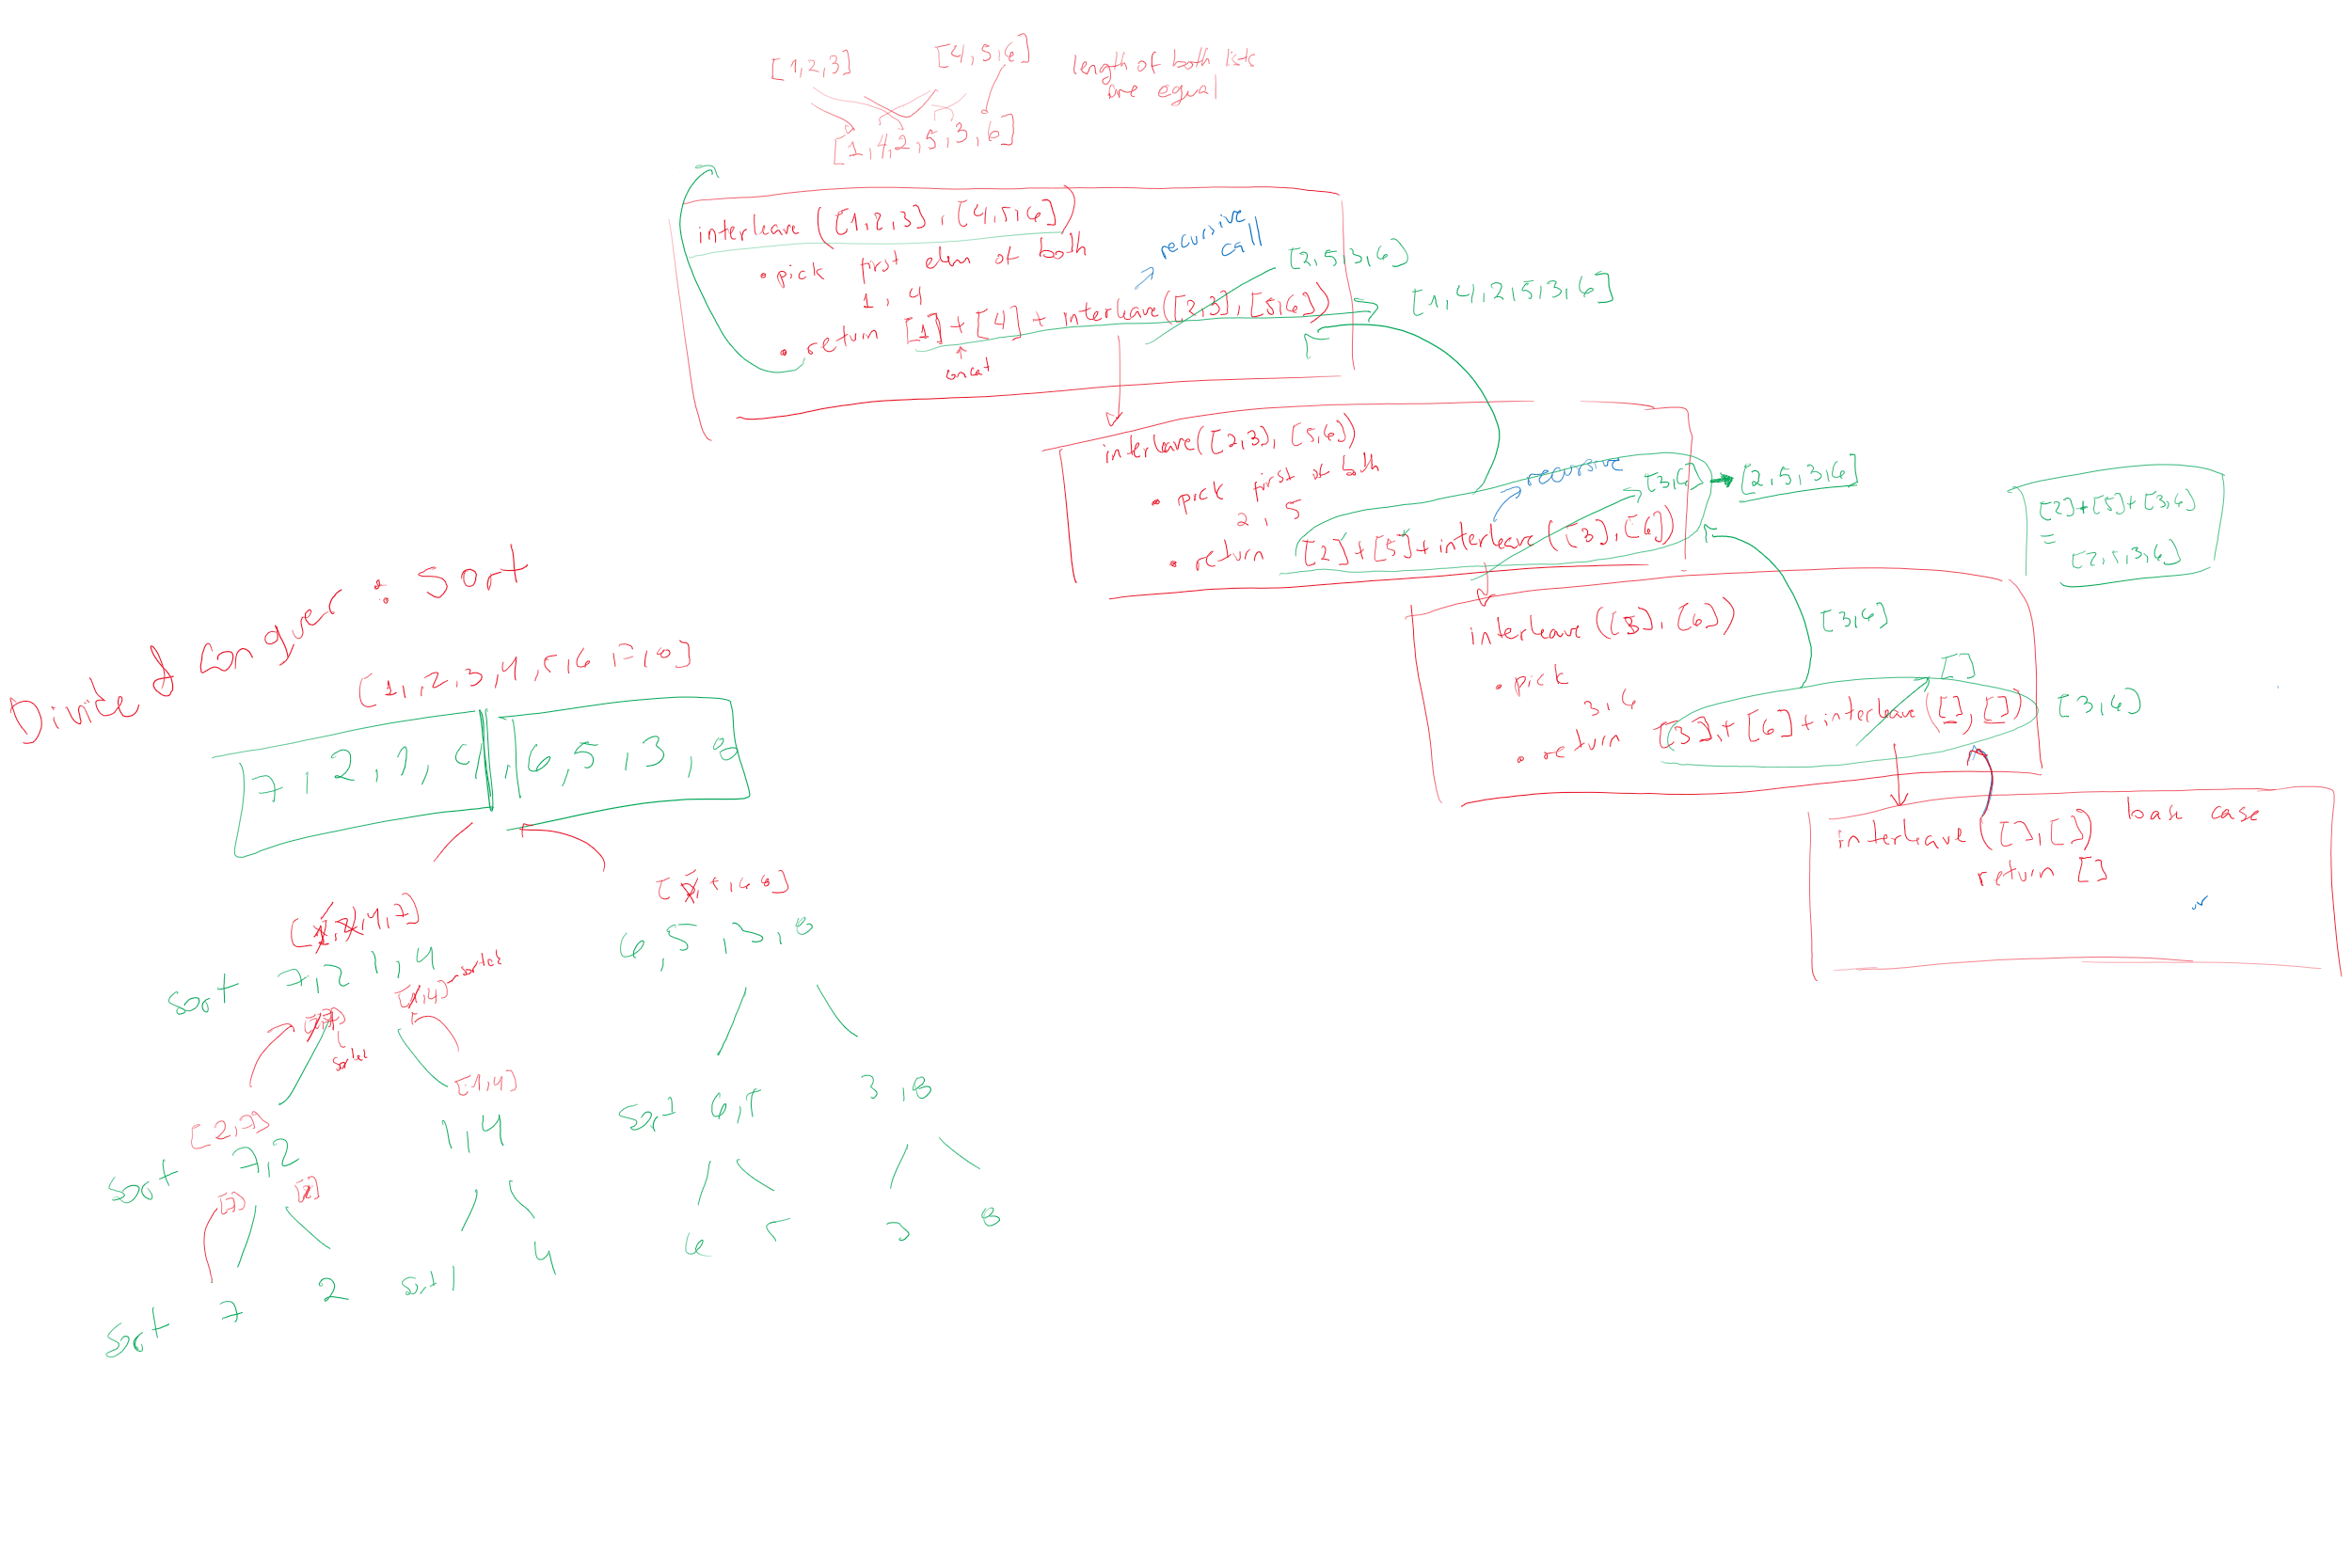 [1,2,3] [4,5,6] length of both lists
are equal
[1,4,2,5,3,6]
interleave([1,2,3],[4,5,6])
recursive
call
• pick first elem of both
1, 4
[2,5,3,6]
• return [1]+[4]+interleave([2,3],[5,6])
[1,4,2,5,3,6]
concat
interleave([2,3],[5,6])
• pick first of both
2, 5
recursive
[3,6] → [2,5,3,6]
• return [2]+[5]+interleave([3],[6])
[2]+[5]+[3,6]
=
[2,5,3,6]
interleave([3],[6])
[3,6]
• pick
3,6
[]
• return [3]+[6]+interleave([],[])
[3,6]
interleave([],[]) base case
return []
Divide & Conquer : Sort
[1,2,3,4,5,6,7,8]
7,2,1,4,6,5,3,8
[1,2,4,7]
sort 7,2 1,4
[1,4] sorted
sorted
6,5,3,8
[2,7]
sort 7,2
[1,4]
1,4
sort 6,5
3,8
[7] [2]
sort 7 2
sort 1 4
6 5 3 8